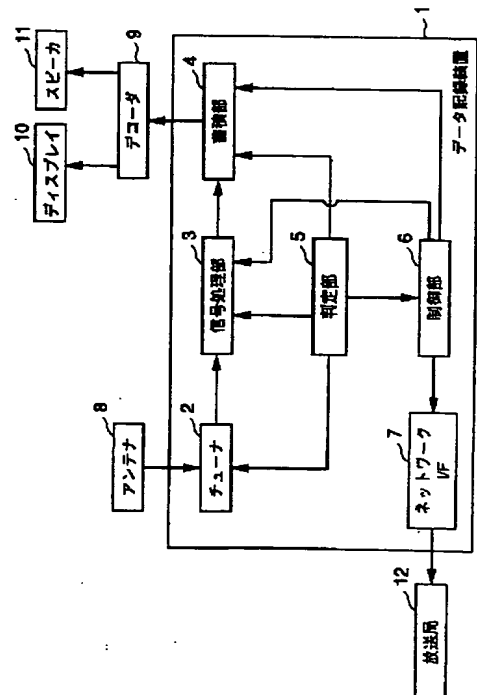 11
スピーカ
10
ディスプレイ
9
デコーダ
1
データ記録装置
4
蓄積部
3
信号処理部
5
判定部
6
制御部
8
アンテナ
2
チューナ
7
ネットワーク
I/F
12
放送局